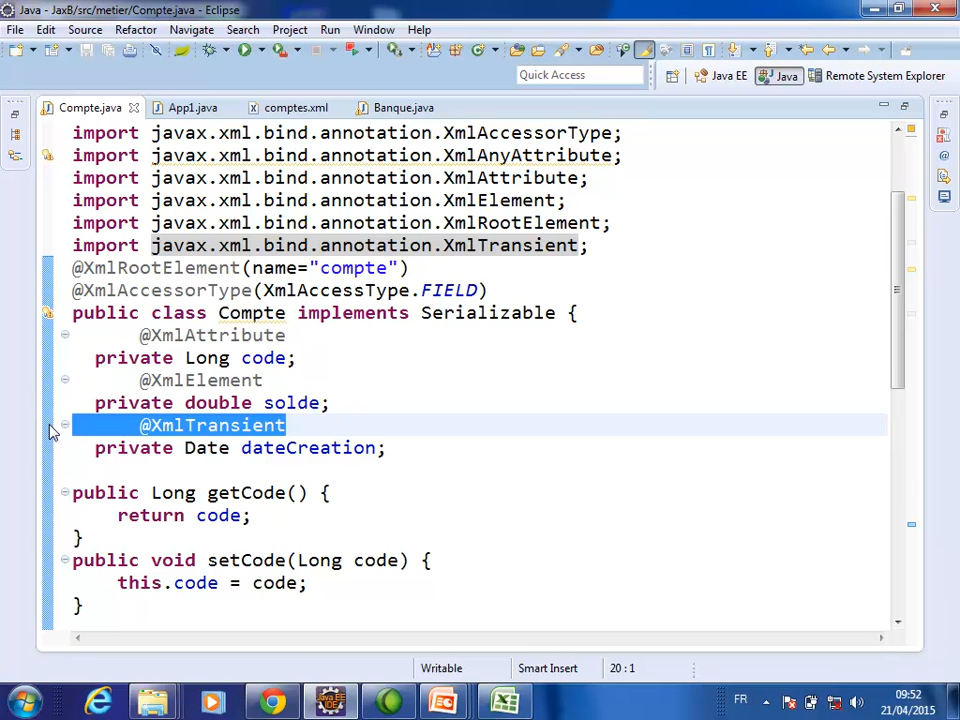 Java - JaxB/src/metier/Compte.java - Eclipse
File Edit Source Refactor Navigate Search Project Run Window Help
Quick Access
Java EE Java Remote System Explorer
Compte.java App1.java comptes.xml Banque.java
import javax.xml.bind.annotation.XmlAccessorType;
import javax.xml.bind.annotation.XmlAnyAttribute;
import javax.xml.bind.annotation.XmlAttribute;
import javax.xml.bind.annotation.XmlElement;
import javax.xml.bind.annotation.XmlRootElement;
import javax.xml.bind.annotation.XmlTransient;
@XmlRootElement(name="compte")
@XmlAccessorType(XmlAccessType.FIELD)
public class Compte implements Serializable {
@XmlAttribute
private Long code;
@XmlElement
private double solde;
@XmlTransient
private Date dateCreation;
public Long getCode() {
return code;
}
public void setCode(Long code) {
this.code = code;
}
Writable Smart Insert 20 : 1
FR 09:52
21/04/2015